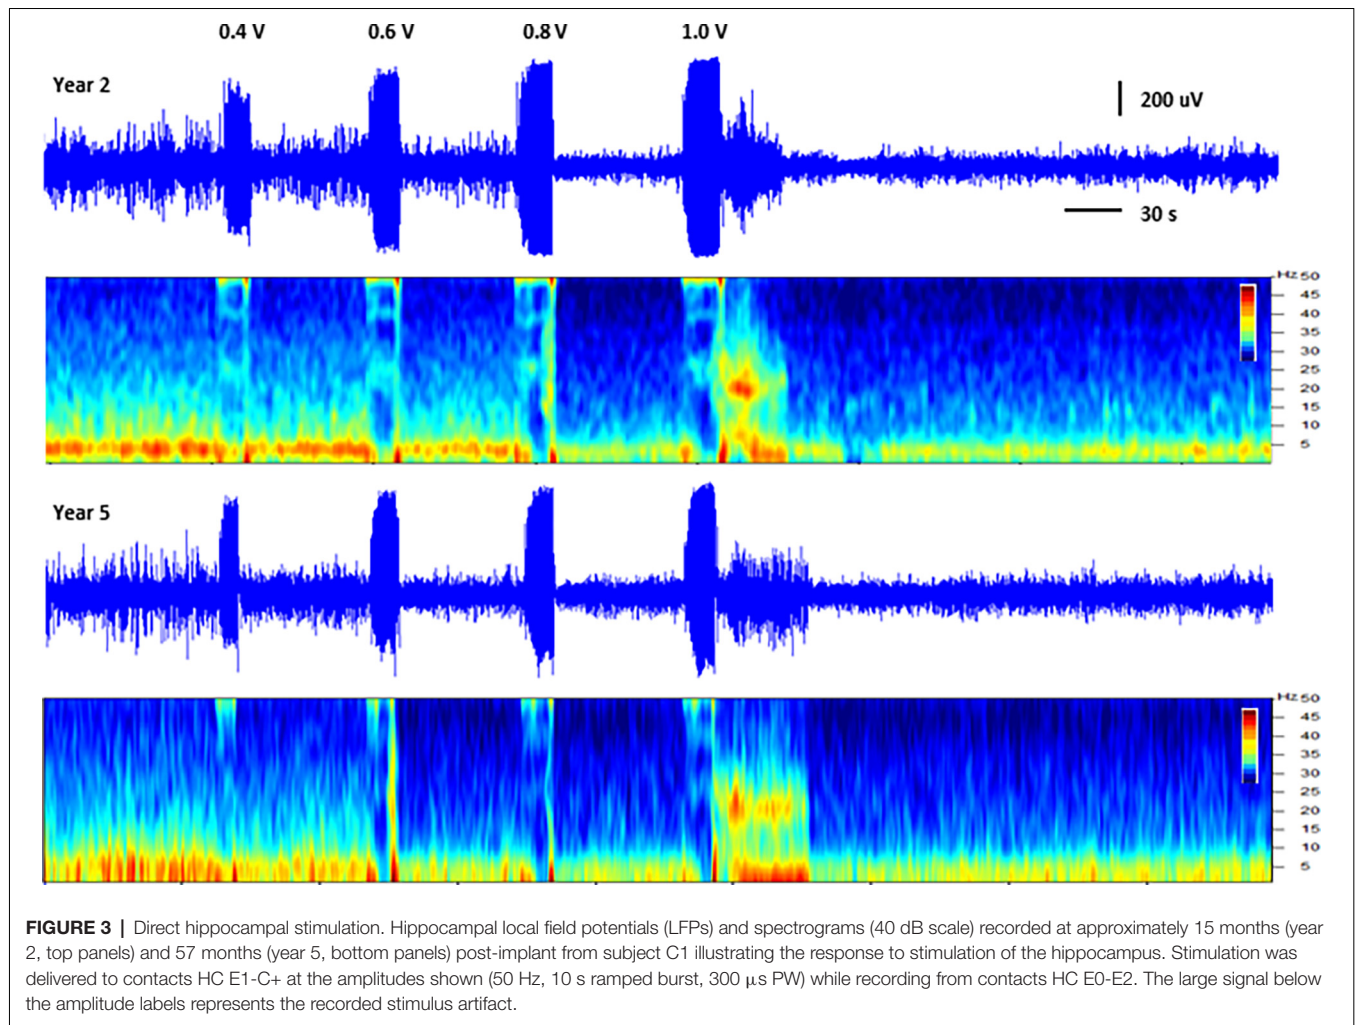 0.4 V 0.6 V 0.8 V 1.0 V
Year 2
200 uV
30 s
Hz 50
45
40
35
30
25
20
15
10
5
Year 5
Hz 50
45
40
35
30
25
20
15
10
5
FIGURE 3 | Direct hippocampal stimulation. Hippocampal local field potentials (LFPs) and spectrograms (40 dB scale) recorded at approximately 15 months (year
2, top panels) and 57 months (year 5, bottom panels) post-implant from subject C1 illustrating the response to stimulation of the hippocampus. Stimulation was
delivered to contacts HC E1-C+ at the amplitudes shown (50 Hz, 10 s ramped burst, 300 μs PW) while recording from contacts HC E0-E2. The large signal below
the amplitude labels represents the recorded stimulus artifact.